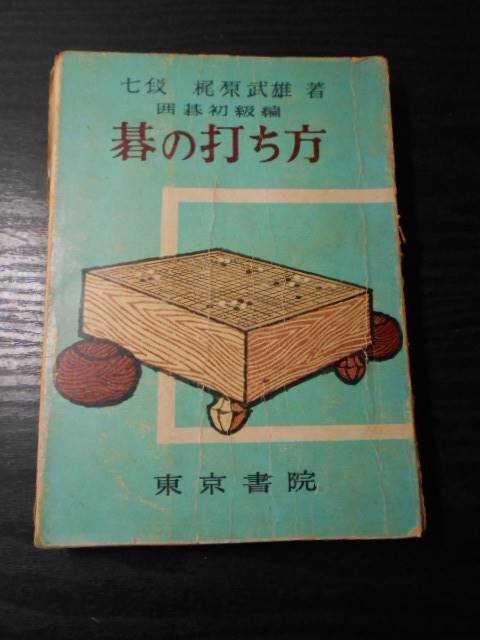 七段 梶原武雄 著
囲碁初級編
碁の打ち方
東京書院